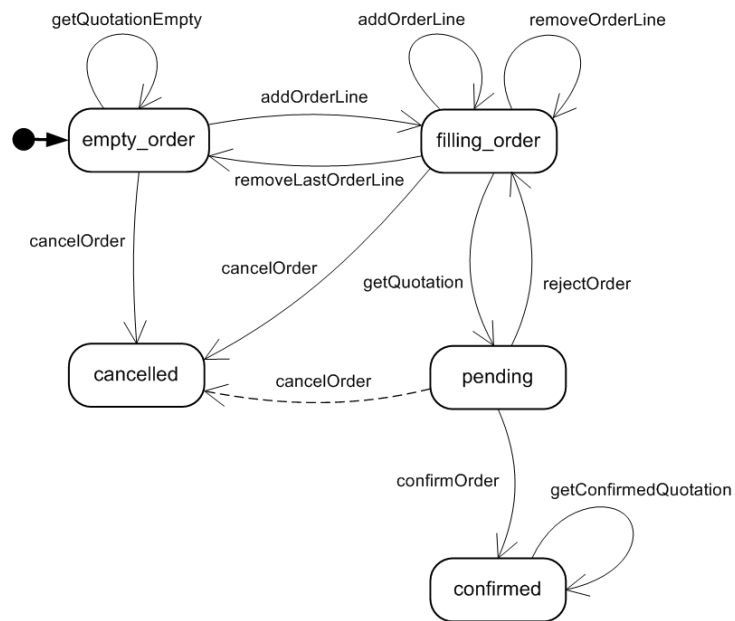 getQuotationEmpty
addOrderLine
removeOrderLine
addOrderLine
empty_order
filling_order
removeLastOrderLine
cancelOrder
cancelOrder
getQuotation
rejectOrder
cancelled
cancelOrder
pending
confirmOrder
getConfirmedQuotation
confirmed